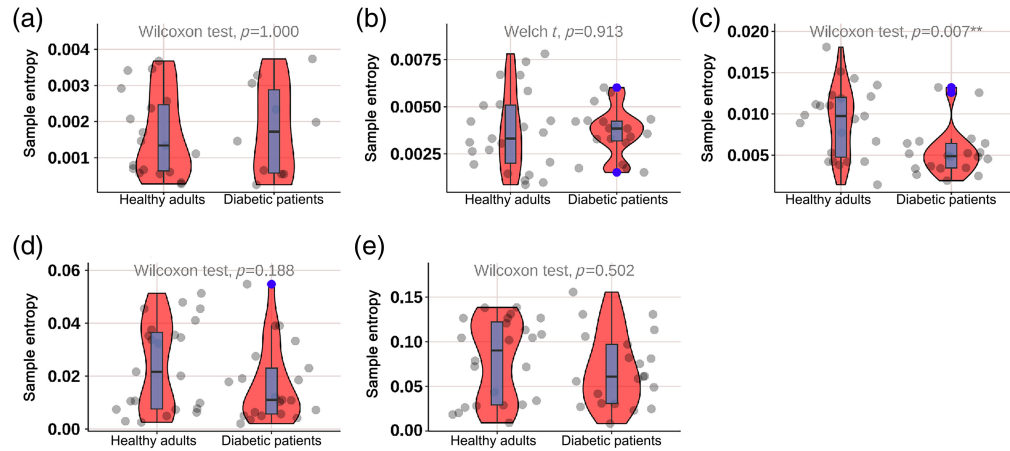 (a)
Wilcoxon test, p=1.000
0.004
0.003
0.002
0.001
Sample entropy
Healthy adults
Diabetic patients
(b)
Welch t, p=0.913
0.0075
0.0050
0.0025
Sample entropy
Healthy adults
Diabetic patients
(c)
Wilcoxon test, p=0.007**
0.020
0.015
0.010
0.005
Sample entropy
Healthy adults
Diabetic patients
(d)
Wilcoxon test, p=0.188
0.06
0.04
0.02
0.00
Sample entropy
Healthy adults
Diabetic patients
(e)
Wilcoxon test, p=0.502
0.15
0.10
0.05
0.00
Sample entropy
Healthy adults
Diabetic patients